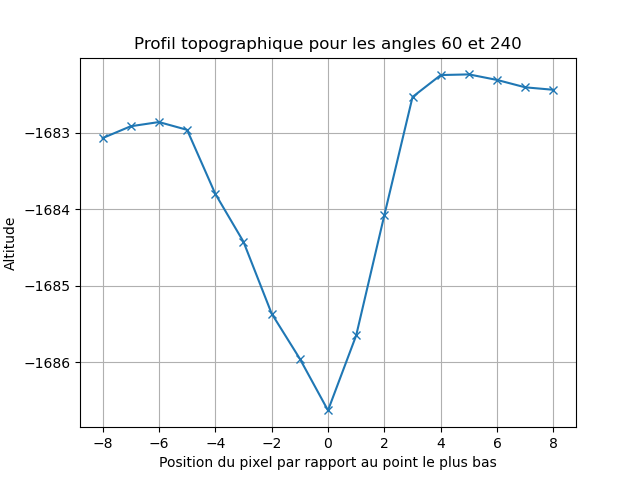 Profil topographique pour les angles 60 et 240
Altitude
−1683
−1684
−1685
−1686
−8 −6 −4 −2 0 2 4 6 8
Position du pixel par rapport au point le plus bas